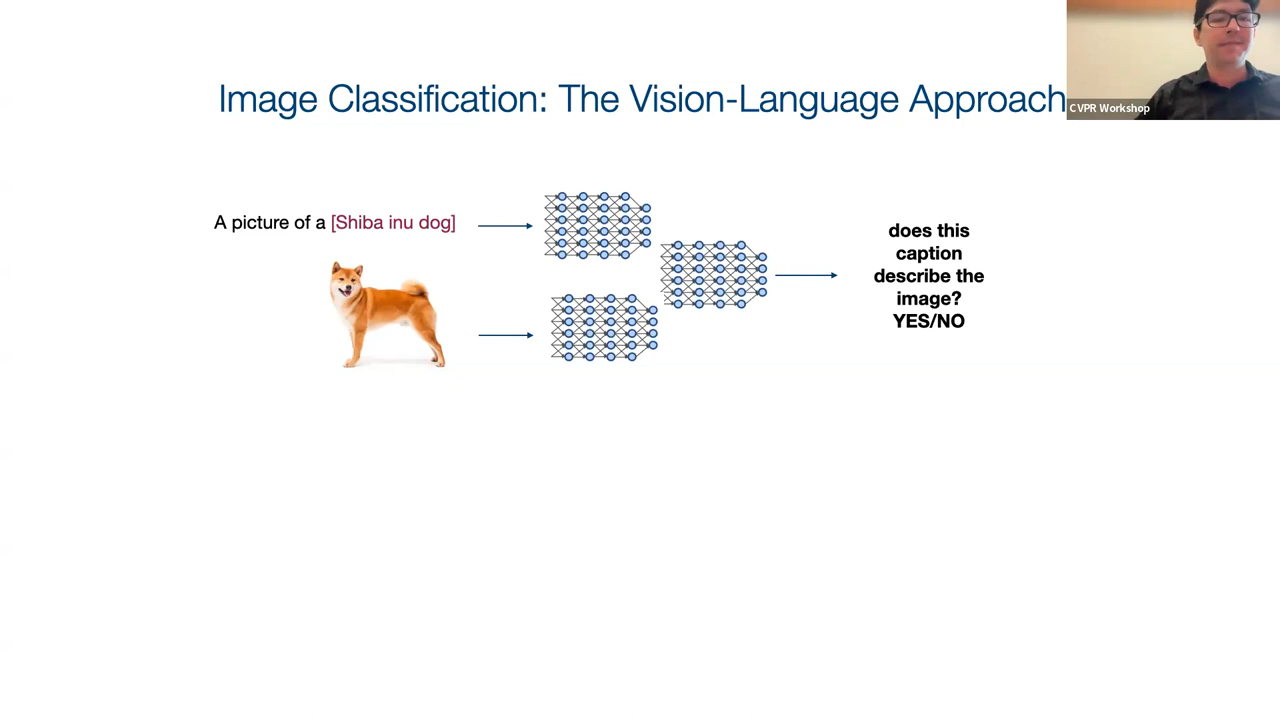 Image Classification: The Vision-Language Approach
CVPR Workshop
A picture of a [Shiba inu dog]
does this
caption
describe the
image?
YES/NO